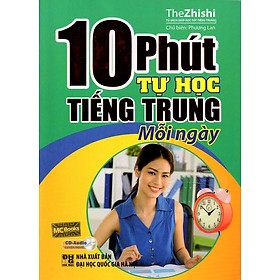 TheZhishi
Chủ biên: Phương Lan
10 Phút
TỰ HỌC
TIẾNG TRUNG
Mỗi ngày
MCBooks
CD-Audio
NHÀ XUẤT BẢN
ĐẠI HỌC QUỐC GIA HÀ